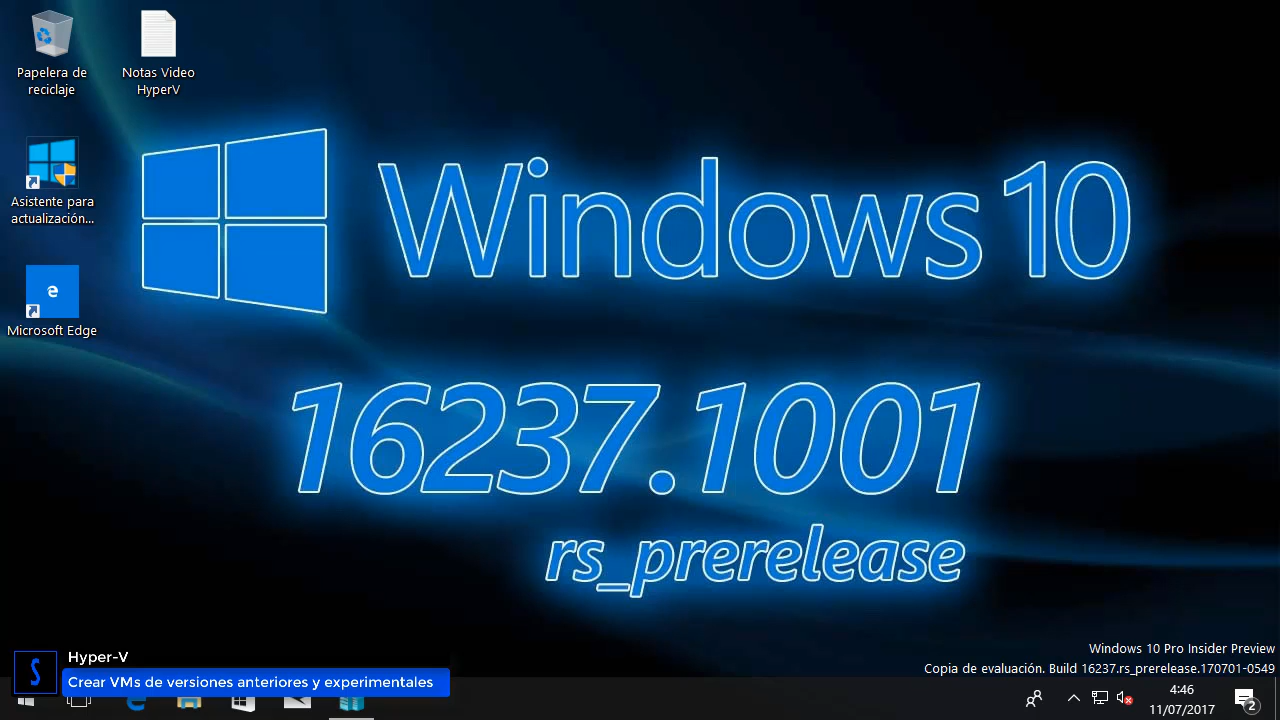 Papelera de
reciclaje
Notas Video
HyperV
Asistente para
actualización...
Microsoft Edge
Windows 10
16237.1001
rs_prerelease
Windows 10 Pro Insider Preview
Copia de evaluación. Build 16237.rs_prerelease.170701-0549
Hyper-V
Crear VMs de versiones anteriores y experimentales
4:46
11/07/2017
2